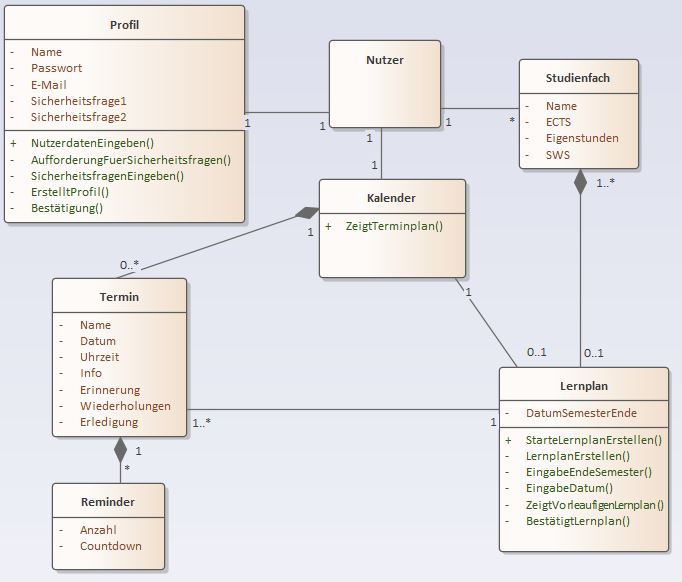 Profil
- Name
- Passwort
- E-Mail
- Sicherheitsfrage1
- Sicherheitsfrage2
+ NutzerdatenEingeben()
- AufforderungFuerSicherheitsfragen()
- SicherheitsfragenEingeben()
- ErstelltProfil()
- Bestätigung()
1
1
Nutzer
1
1
1
*
Studienfach
- Name
- ECTS
- Eigenstunden
- SWS
1..*
0..1
Kalender
+ ZeigtTerminplan()
1
0..*
1
0..1
Termin
- Name
- Datum
- Uhrzeit
- Info
- Erinnerung
- Wiederholungen
- Erledigung
1..*
1
1
*
Lernplan
- DatumSemesterEnde
+ StarteLernplanErstellen()
- LernplanErstellen()
- EingabeEndeSemester()
- EingabeDatum()
- ZeigtVorleaufigenLernplan()
- BestätigtLernplan()
Reminder
- Anzahl
- Countdown